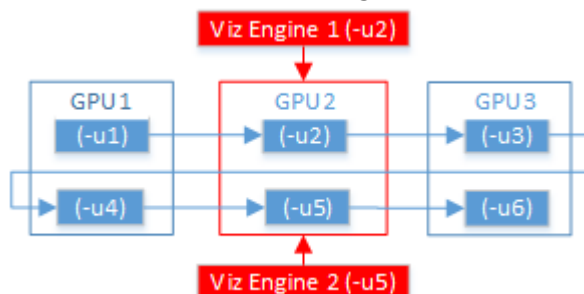 Viz Engine 1 (-u2)
GPU1 GPU2 GPU3
(-u1) (-u2) (-u3)
(-u4) (-u5) (-u6)
Viz Engine 2 (-u5)